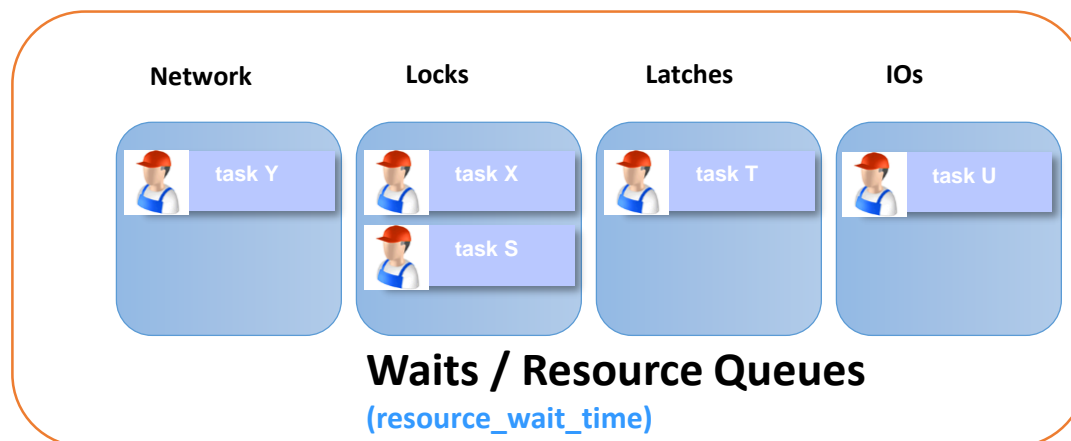 Network Locks Latches IOs
task Y task X task T task U
task S
Waits / Resource Queues
(resource_wait_time)